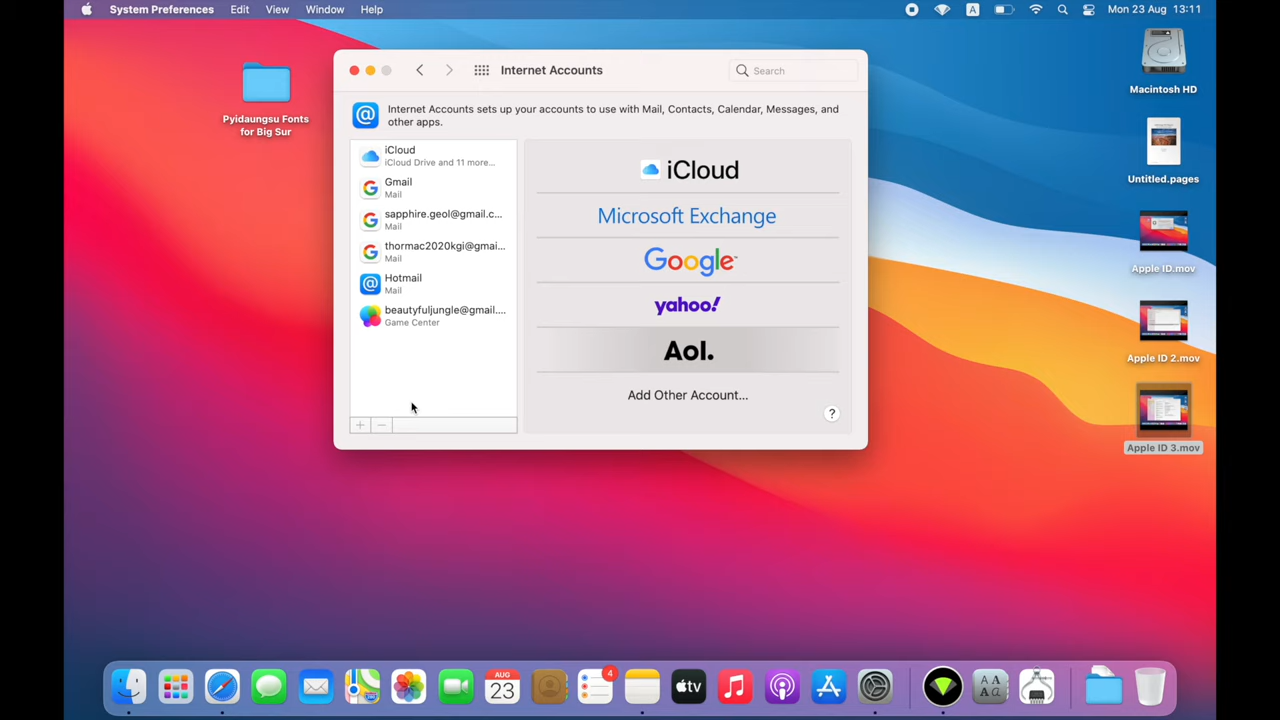 System Preferences Edit View Window Help
A
Mon 23 Aug 13:11
Internet Accounts
Search
Internet Accounts sets up your accounts to use with Mail, Contacts, Calendar, Messages, and
other apps.
iCloud
iCloud Drive and 11 more...
Gmail
Mail
sapphire.geol@gmail.c...
Mail
thormac2020kgi@gmai...
Mail
Hotmail
Mail
beautyfuljungle@gmail....
Game Center
iCloud
Microsoft Exchange
Google™
yahoo!
Aol.
Add Other Account...
?
Pyidaungsu Fonts
for Big Sur
Macintosh HD
Untitled.pages
Apple ID.mov
Apple ID 2.mov
Apple ID 3.mov
AUG
23
4
tv